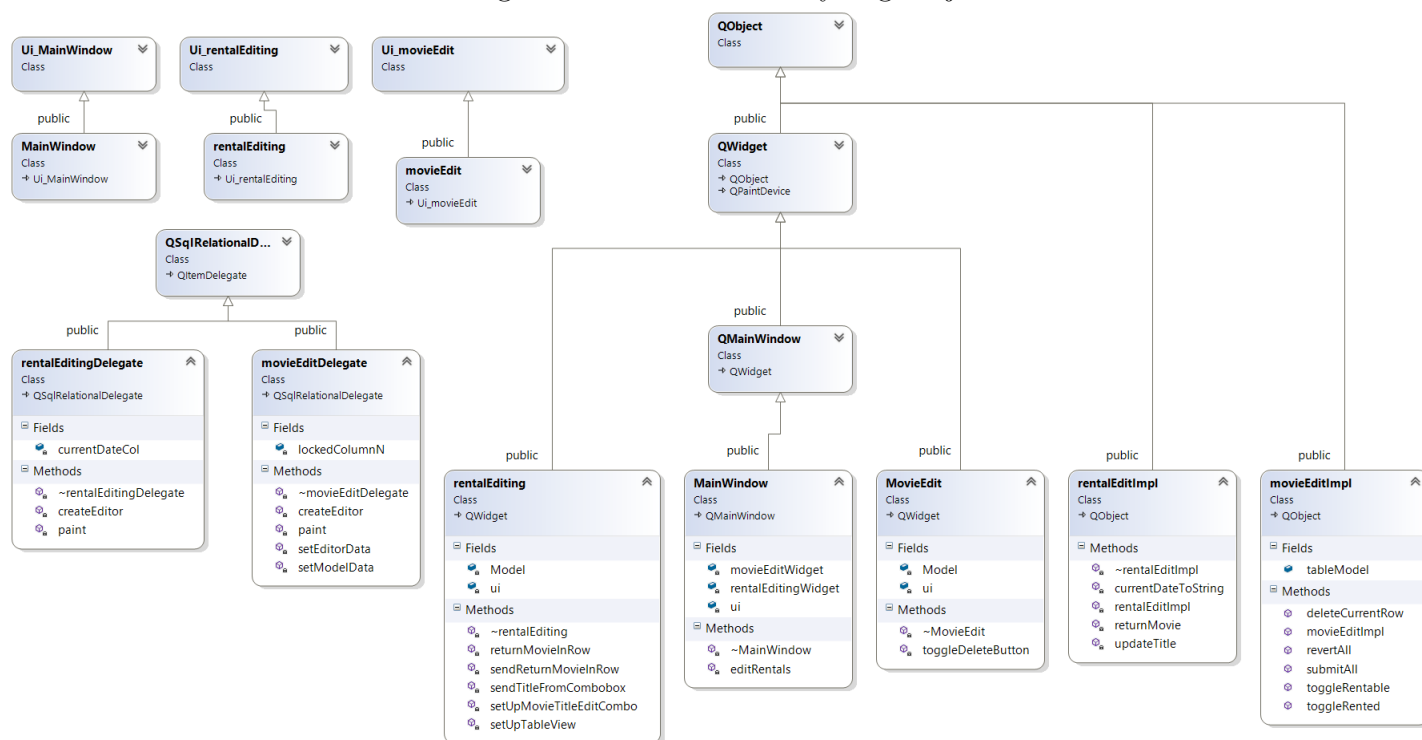 Ui_MainWindow
Class
public
MainWindow
Class
Ui_MainWindow
Ui_rentalEditing
Class
public
rentalEditing
Class
Ui_rentalEditing
Ui_movieEdit
Class
public
movieEdit
Class
Ui_movieEdit
QObject
Class
public
QWidget
Class
QObject
QPaintDevice
public
QMainWindow
Class
QWidget
QSqlRelationalD...
Class
QItemDelegate
public
rentalEditingDelegate
Class
QSqlRelationalDelegate
Fields
currentDateCol
Methods
~rentalEditingDelegate
createEditor
paint
public
movieEditDelegate
Class
QSqlRelationalDelegate
Fields
lockedColumnN
Methods
~movieEditDelegate
createEditor
paint
setEditorData
setModelData
public
rentalEditing
Class
QWidget
Fields
Model
ui
Methods
~rentalEditing
returnMovieInRow
sendReturnMovieInRow
sendTitleFromCombobox
setUpMovieTitleEditCombo
setUpTableView
public
MainWindow
Class
QMainWindow
Fields
movieEditWidget
rentalEditingWidget
ui
Methods
~MainWindow
editRentals
public
MovieEdit
Class
QWidget
Fields
Model
ui
Methods
~MovieEdit
toggleDeleteButton
public
rentalEditImpl
Class
QObject
Methods
~rentalEditImpl
currentDateToString
rentalEditImpl
returnMovie
updateTitle
public
movieEditImpl
Class
QObject
Fields
tableModel
Methods
deleteCurrentRow
movieEditImpl
revertAll
submitAll
toggleRentable
toggleRented